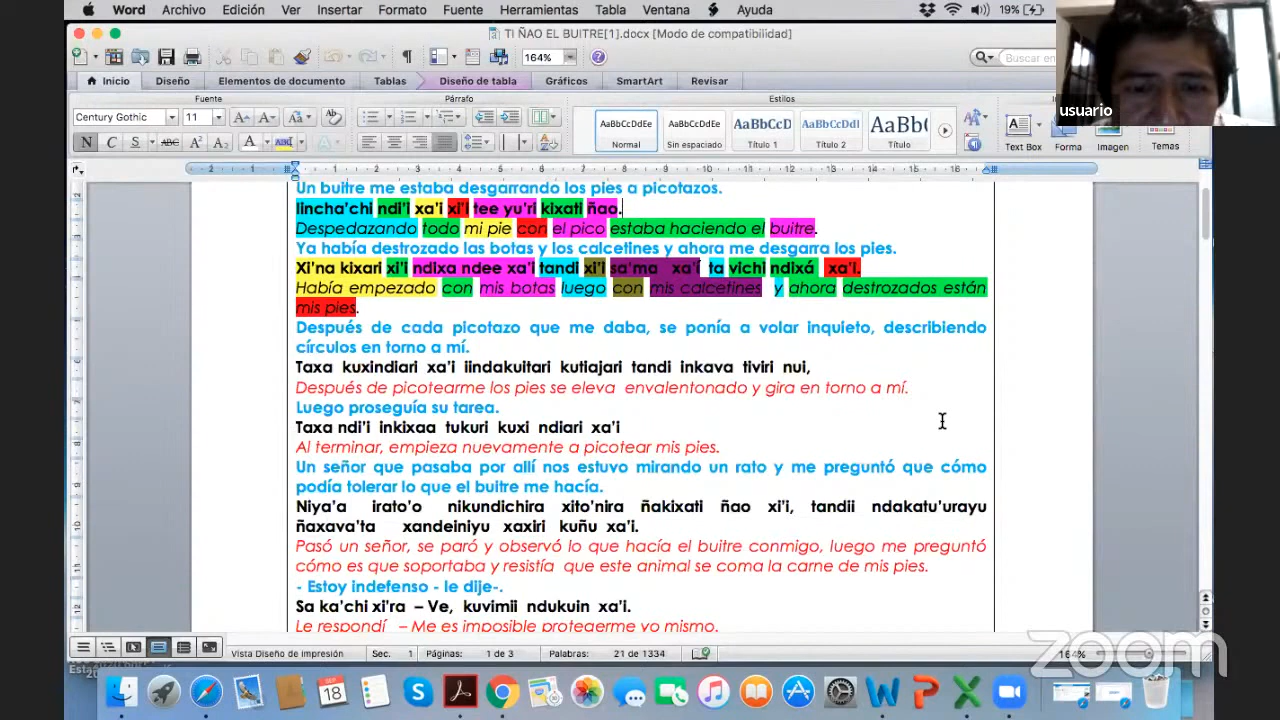 Word Archivo Edición Ver Insertar Formato Fuente Herramientas Tabla Ventana Ayuda 19%
TI ÑAO EL BUITRE[1].docx [Modo de compatibilidad]
164% Buscar en
Inicio Diseño Elementos de documento Tablas Diseño de tabla Gráficos SmartArt Revisar
usuario
Fuente Párrafo Estilos
Century Gothic 11
N C S ABC A² A₂ A
AaBbCcDdEe AaBbCcDdEe AaBbCcD AaBbCcDdI AaBbC
Normal Sin espaciado Título 1 Título 2 Título Text Box Forma Imagen Temas
Un buitre me estaba desgarrando los pies a picotazos.
Iincha’chi ndi’i xa’i xi’i tee yu’ri kixati ñao.
Despedazando todo mi pie con el pico estaba haciendo el buitre.
Ya había destrozado las botas y los calcetines y ahora me desgarra los pies.
Xi’na kixari xi’i ndixa ndee xa’i tandi xi’i sa’ma xa’i ta vichi ndixá xa’i.
Había empezado con mis botas luego con mis calcetines y ahora destrozados están
mis pies.
Después de cada picotazo que me daba, se ponía a volar inquieto, describiendo
círculos en torno a mí.
Taxa kuxindiari xa’i iindakuitari kutiajari tandi inkava tiviri nui,
Después de picotearme los pies se eleva envalentonado y gira en torno a mí.
Luego proseguía su tarea.
Taxa ndi’i inkixaa tukuri kuxi ndiari xa’i
Al terminar, empieza nuevamente a picotear mis pies.
Un señor que pasaba por allí nos estuvo mirando un rato y me preguntó que cómo
podía tolerar lo que el buitre me hacía.
Niya’a irato’o nikundichira xito’nira ñakixati ñao xi’i, tandii ndakatu’urayu
ñaxava’ta xandeiniyu xaxiri kuñu xa’i.
Pasó un señor, se paró y observó lo que hacía el buitre conmigo, luego me preguntó
cómo es que soportaba y resistía que este animal se coma la carne de mis pies.
- Estoy indefenso - le dije-.
Sa ka’chi xi’ra – Ve, kuvimii ndukuin xa’i.
Le respondí – Me es imposible protegerme yo mismo.
Vista Diseño de impresión Sec. 1 Páginas: 1 de 3 Palabras: 21 de 1334 164%
zoom
SEP
18